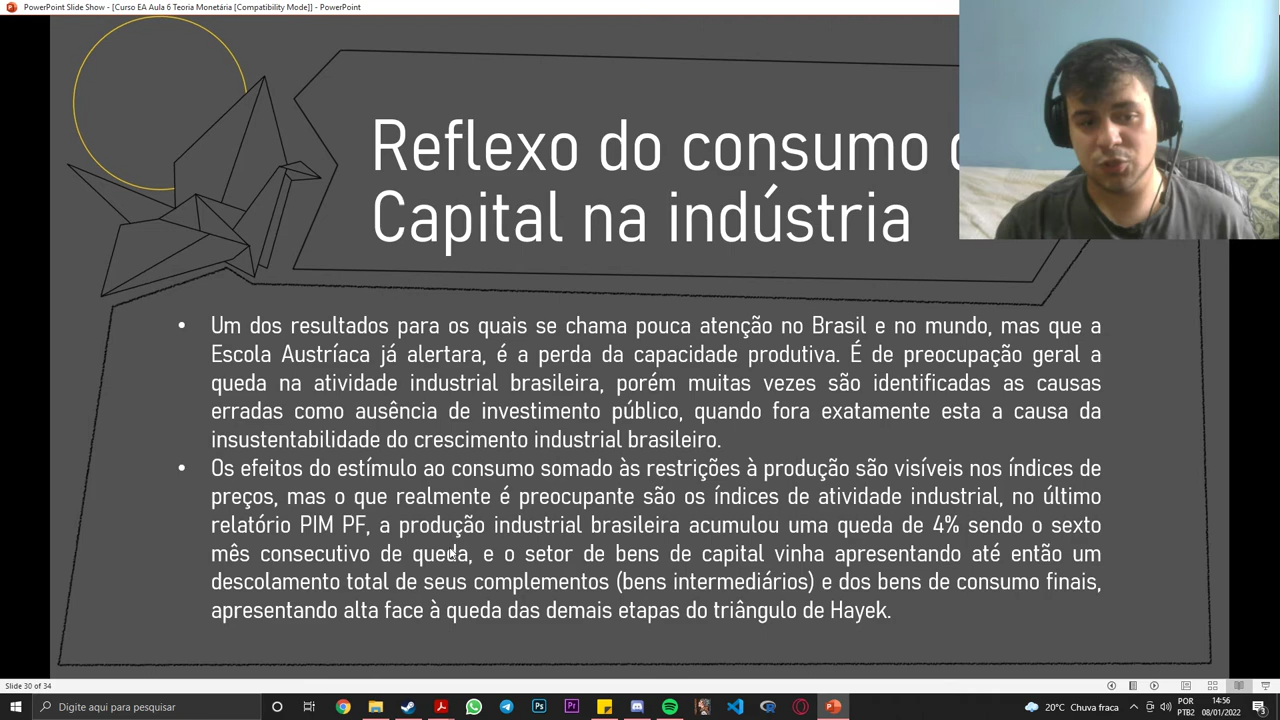 PowerPoint Slide Show - [Curso EA Aula 6 Teoria Monetária [Compatibility Mode]] - PowerPoint
Reflexo do consumo
Capital na indústria
• Um dos resultados para os quais se chama pouca atenção no Brasil e no mundo, mas que a
Escola Austríaca já alertara, é a perda da capacidade produtiva. É de preocupação geral a
queda na atividade industrial brasileira, porém muitas vezes são identificadas as causas
erradas como ausência de investimento público, quando fora exatamente esta a causa da
insustentabilidade do crescimento industrial brasileiro.
• Os efeitos do estímulo ao consumo somado às restrições à produção são visíveis nos índices de
preços, mas o que realmente é preocupante são os índices de atividade industrial, no último
relatório PIM PF, a produção industrial brasileira acumulou uma queda de 4% sendo o sexto
mês consecutivo de queda, e o setor de bens de capital vinha apresentando até então um
descolamento total de seus complementos (bens intermediários) e dos bens de consumo finais,
apresentando alta face à queda das demais etapas do triângulo de Hayek.
Slide 30 of 34
Digite aqui para pesquisar
Ps
Pr
20°C Chuva fraca
POR
PTB2
14:56
08/01/2022
3